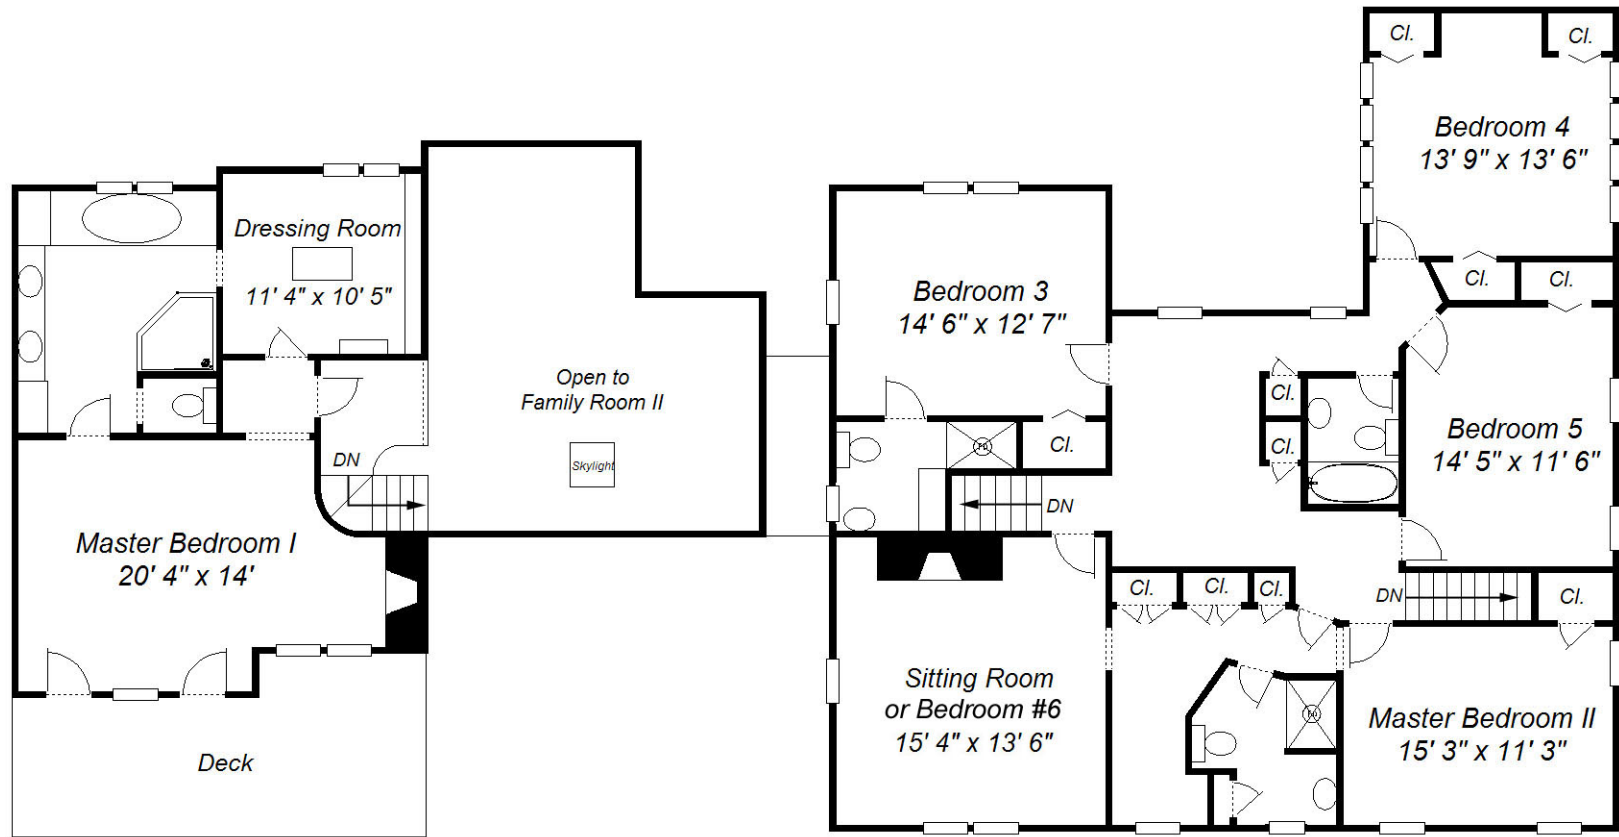 Cl.
Cl.
Bedroom 4
13' 9" x 13' 6"
Dressing Room
11' 4" x 10' 5"
Bedroom 3
14' 6" x 12' 7"
Cl.
Cl.
Open to
Family Room II
Skylight
Cl.
Cl.
Cl.
Bedroom 5
14' 5" x 11' 6"
DN
DN
Master Bedroom I
20' 4" x 14'
Cl.
Cl.
Cl.
DN
Cl.
Sitting Room
or Bedroom #6
15' 4" x 13' 6"
Master Bedroom II
15' 3" x 11' 3"
Deck